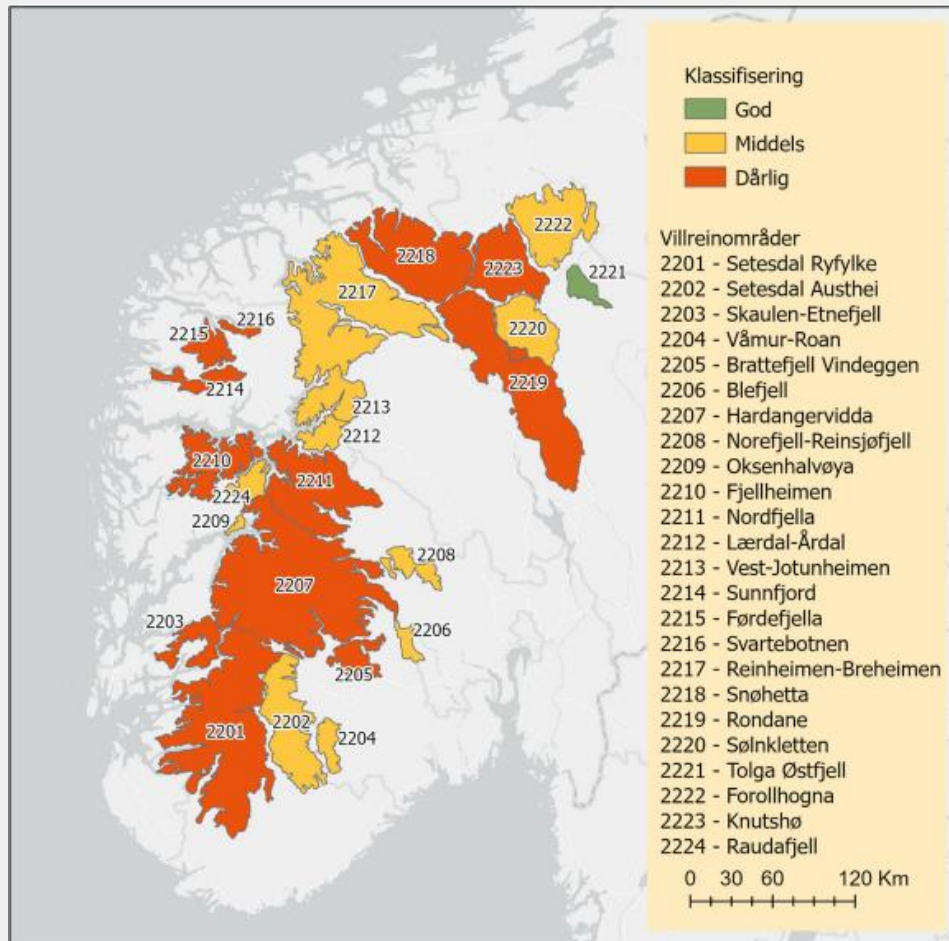 Klassifisering
God
Middels
Dårlig
Villreinområder
2201 - Setesdal Ryfylke
2202 - Setesdal Austhei
2203 - Skaulen-Etnefjell
2204 - Våmur-Roan
2205 - Brattefjell Vindeggen
2206 - Blefjell
2207 - Hardangervidda
2208 - Norefjell-Reinsjøfjell
2209 - Oksenhalvøya
2210 - Fjellheimen
2211 - Nordfjella
2212 - Lærdal-Årdal
2213 - Vest-Jotunheimen
2214 - Sunnfjord
2215 - Førdefjella
2216 - Svartebotnen
2217 - Reinheimen-Breheimen
2218 - Snøhetta
2219 - Rondane
2220 - Sølnkletten
2221 - Tolga Østfjell
2222 - Forollhogna
2223 - Knutshø
2224 - Raudafjell
0 30 60 120 Km
2222
2218
2223
2221
2217
2216
2215
2220
2214
2219
2213
2212
2210
2211
2224
2209
2208
2207
2203
2206
2205
2201
2202
2204